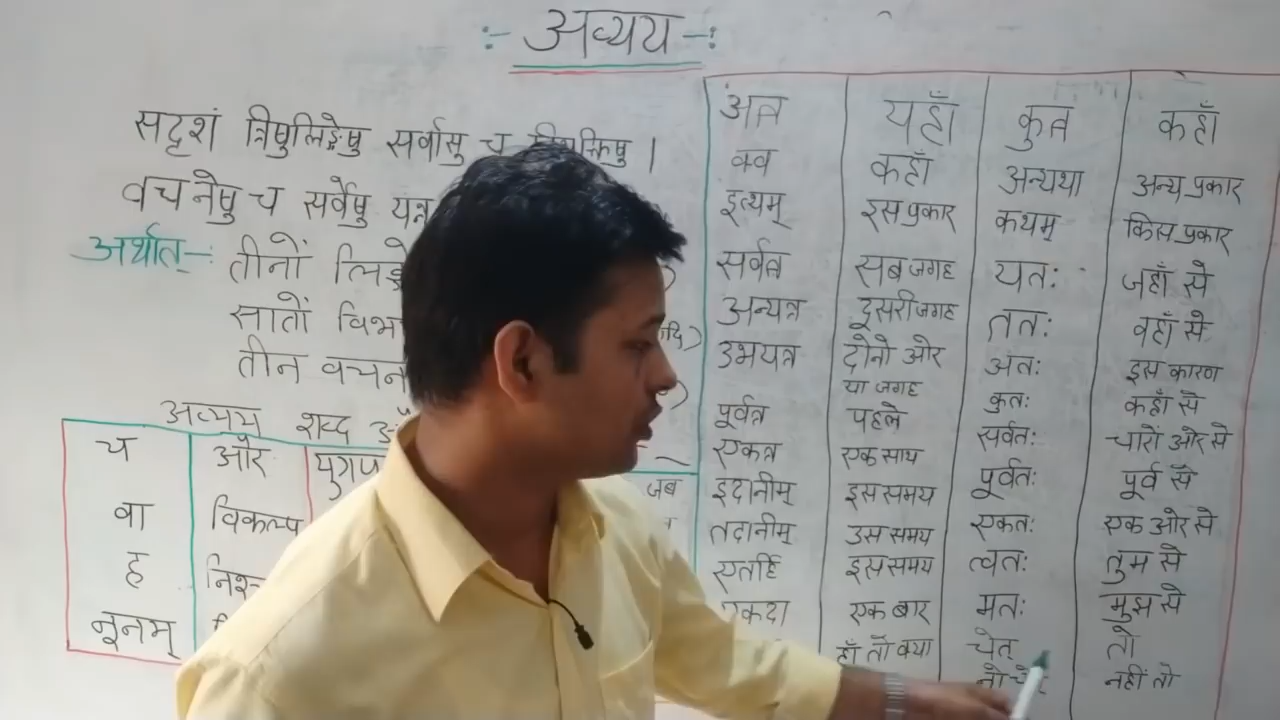 :- अव्यय -:
सदृशं त्रिषुलिङ्गेषु सर्वासु च
वचनेषु च सर्वेषु यन्न
अर्थात् -: तीनों
सातों
तीन वचन
अव्यय शब्द
च और
वा विकल्प जब
ह
नूनम्
अत्र यहाँ कुत्र कहाँ
क्व कहाँ अन्यथा अन्य प्रकार
इत्यम् इस प्रकार कथम् किस प्रकार
सर्वत्र सब जगह यतः जहाँ से
अन्यत्र दूसरी जगह ततः वहाँ से
उभयत्र दोनो ओर अतः इस कारण
या जगह कुतः कहाँ से
पूर्वत्र पहले सर्वतः चारों ओर से
एकत्र एक साथ पूर्वतः पूर्व से
इदानीम् इस समय एकतः एक ओर से
तदानीम् उस समय त्वतः तुम से
एतर्हि इस समय मतः मुझ से
एकदा एक बार चेत् तो
हाँ तो क्या नहीं तो